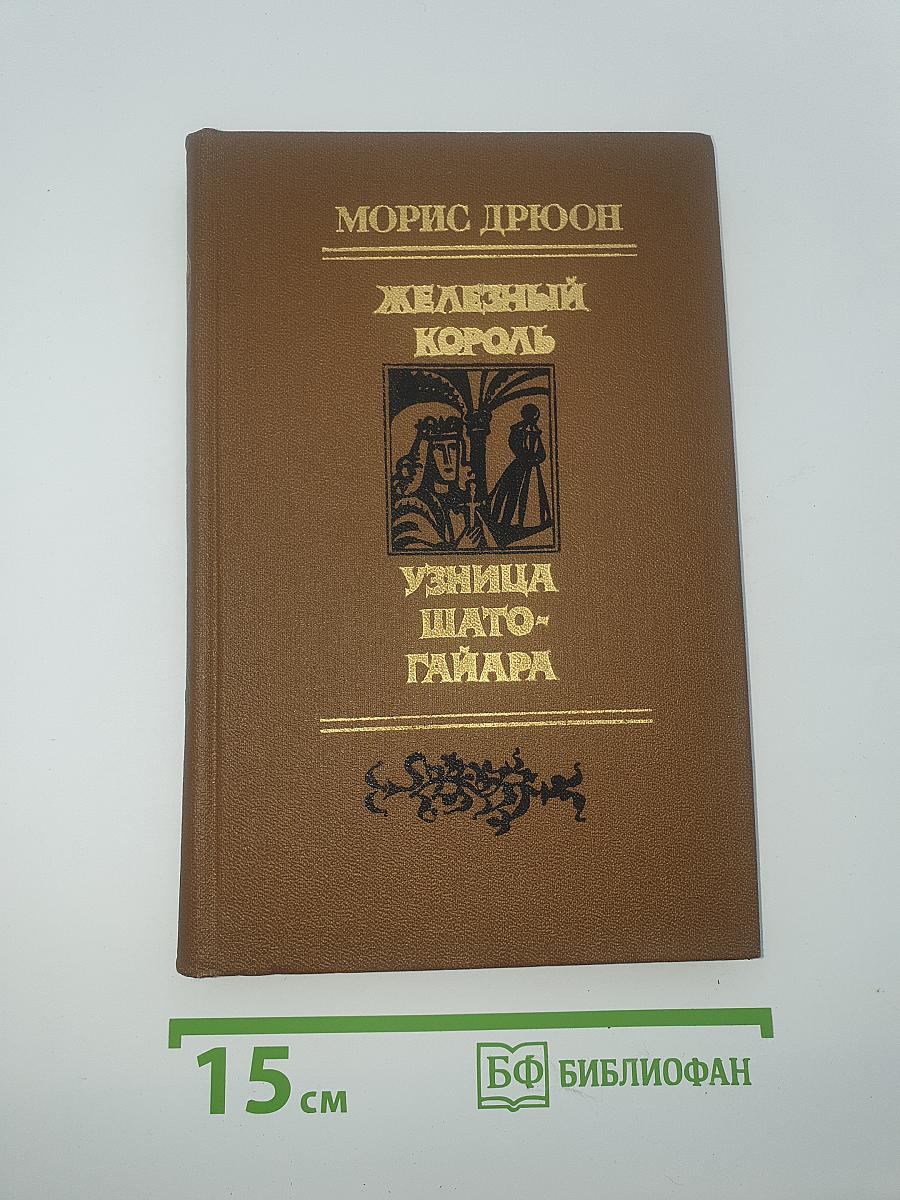 МОРИС ДРЮОН
ЖЕЛЕЗНЫЙ
КОРОЛЬ
УЗНИЦА
ШАТО-
ГАЙАРА
15 см
БФ БИБЛИОФАН